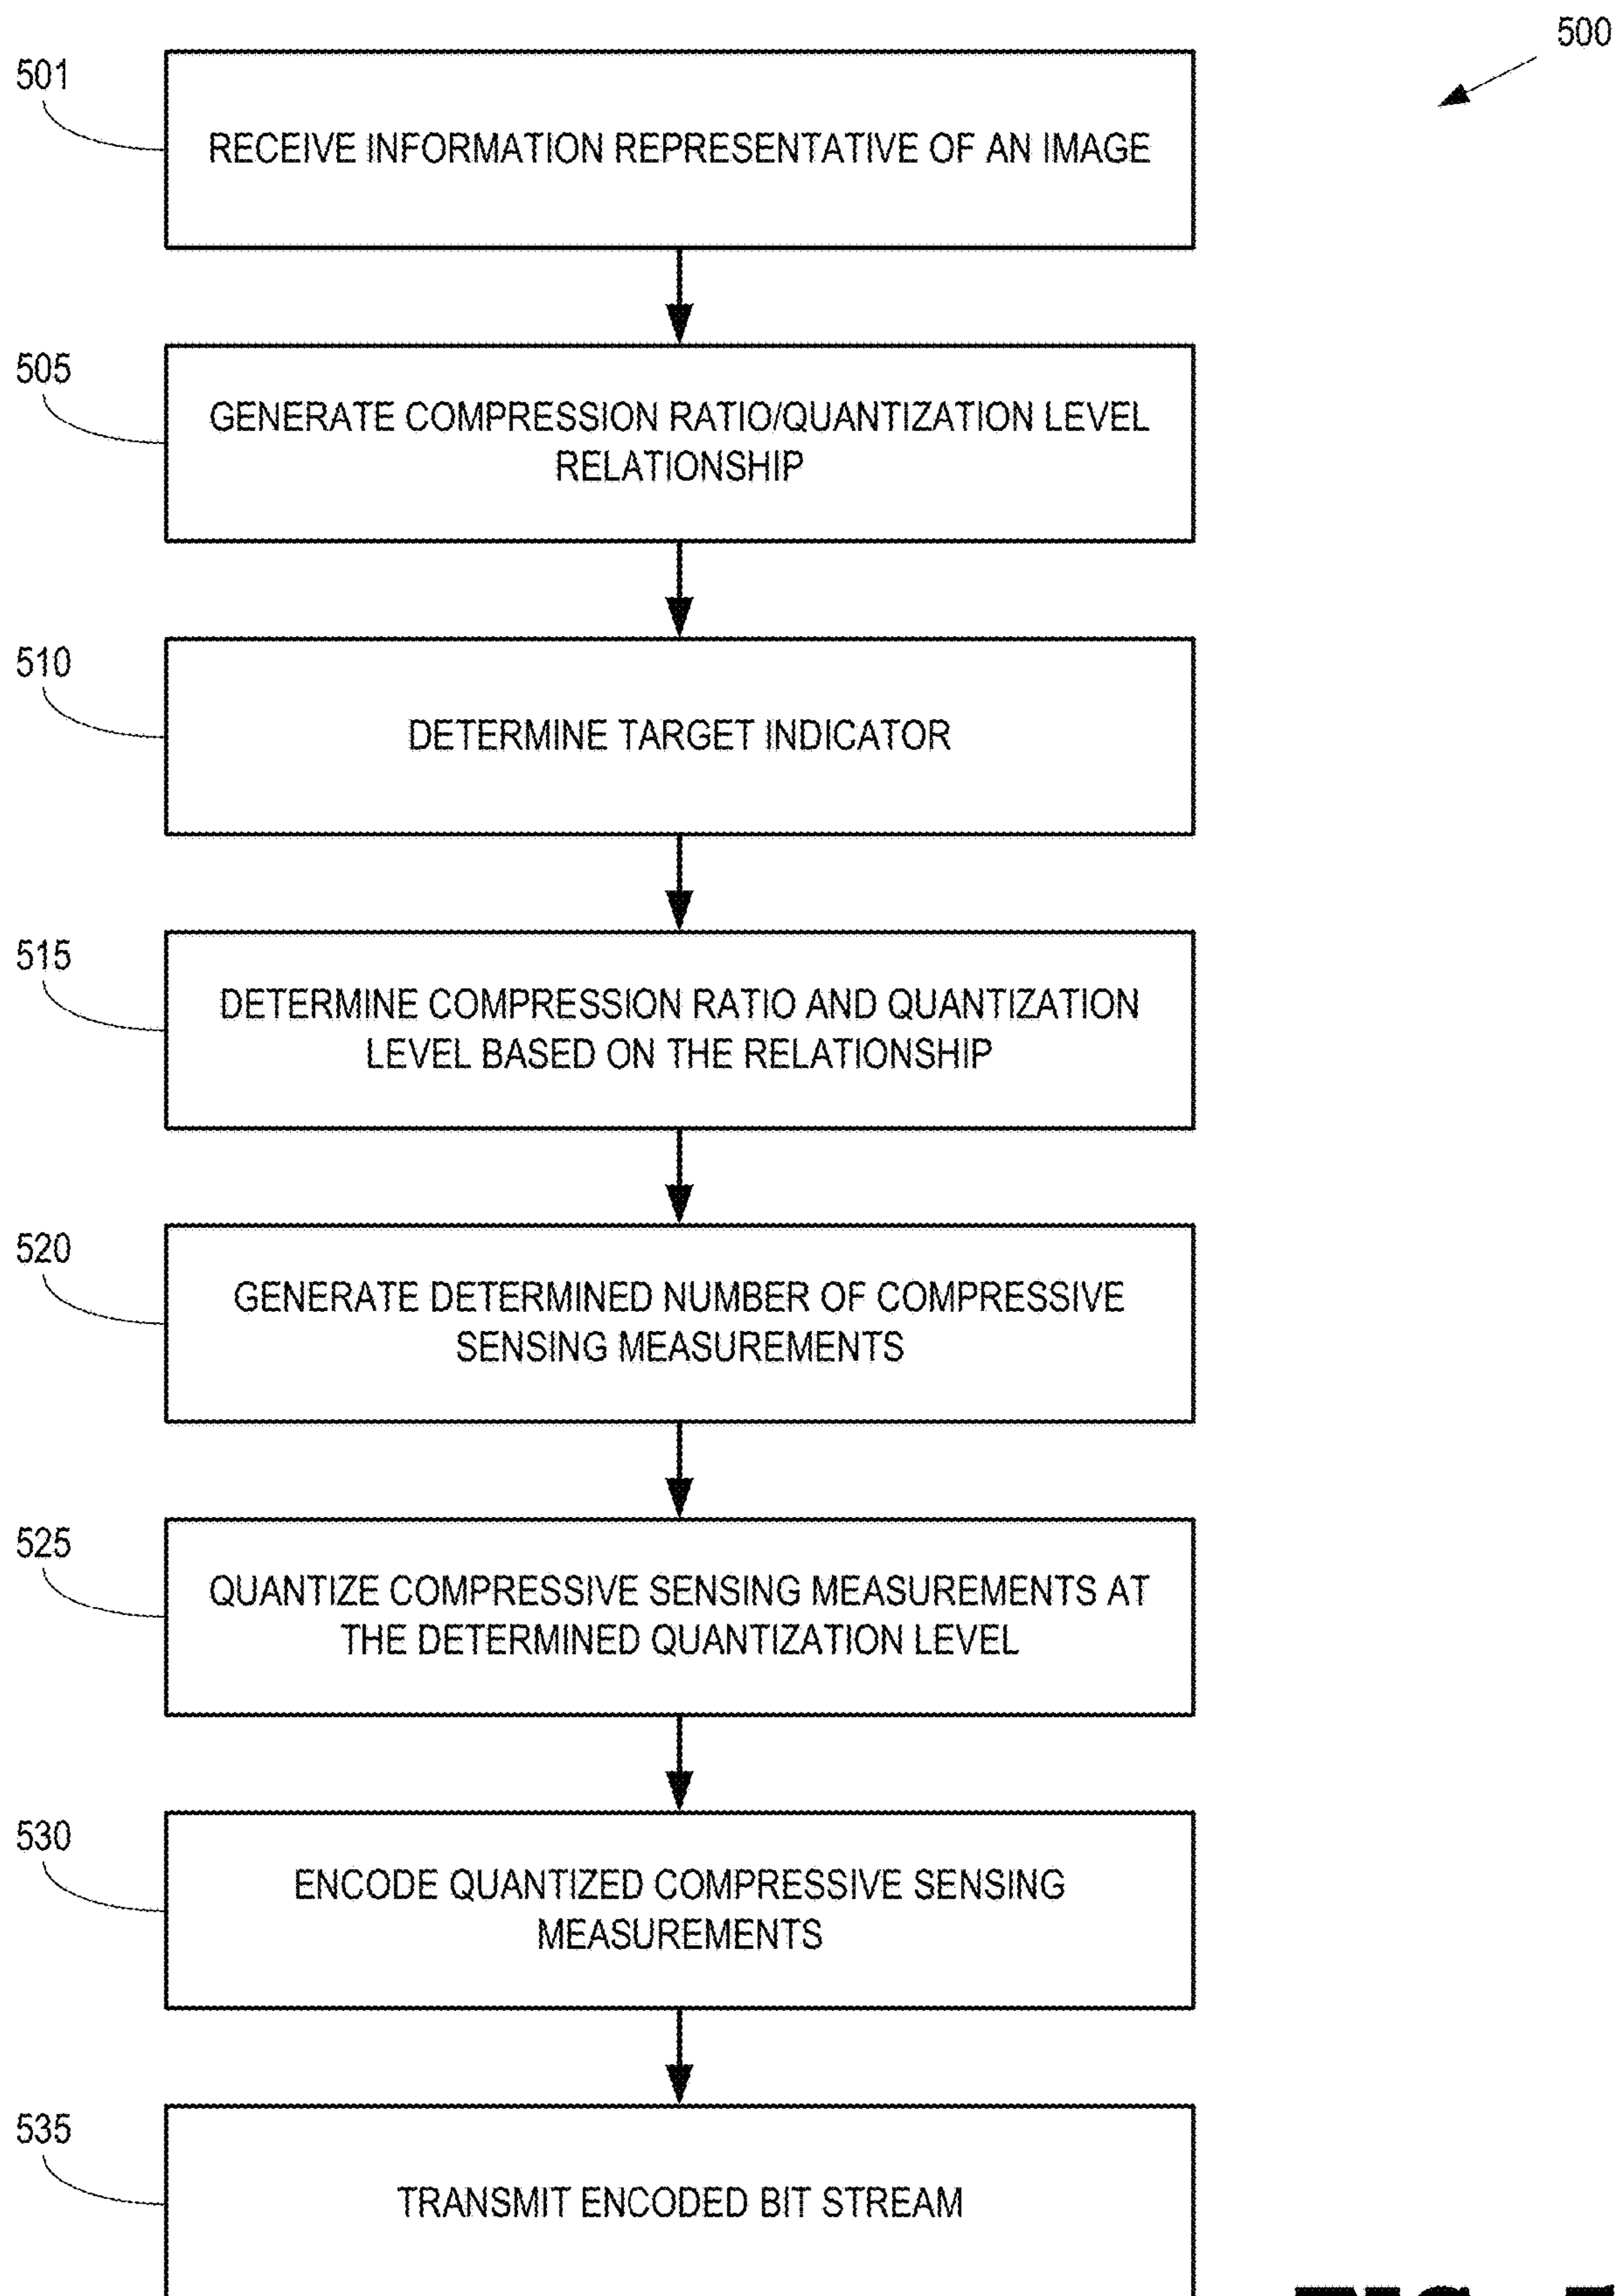 500
501
RECEIVE INFORMATION REPRESENTATIVE OF AN IMAGE
505
GENERATE COMPRESSION RATIO/QUANTIZATION LEVEL
RELATIONSHIP
510
DETERMINE TARGET INDICATOR
515
DETERMINE COMPRESSION RATIO AND QUANTIZATION
LEVEL BASED ON THE RELATIONSHIP
520
GENERATE DETERMINED NUMBER OF COMPRESSIVE
SENSING MEASUREMENTS
525
QUANTIZE COMPRESSIVE SENSING MEASUREMENTS AT
THE DETERMINED QUANTIZATION LEVEL
530
ENCODE QUANTIZED COMPRESSIVE SENSING
MEASUREMENTS
535
TRANSMIT ENCODED BIT STREAM